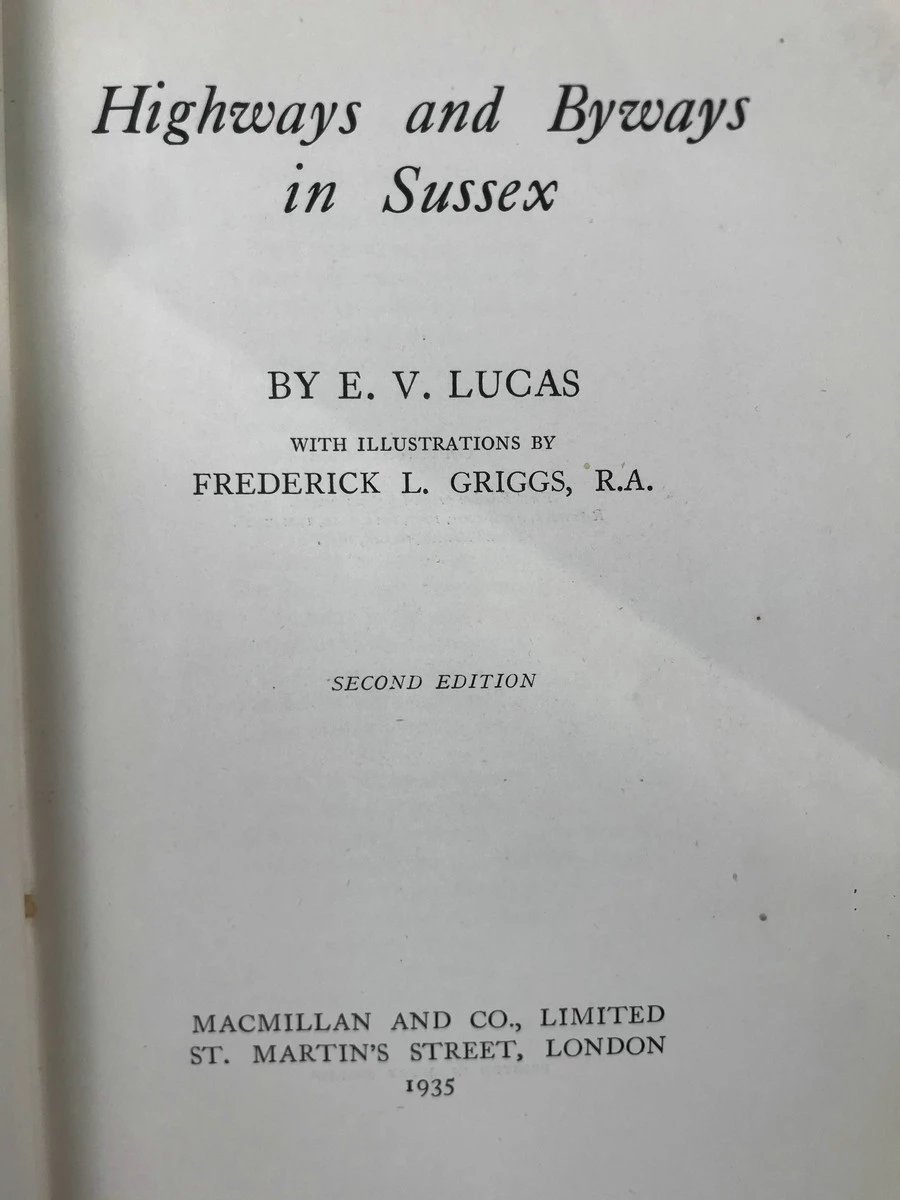 Highways and Byways
in Sussex
BY E. V. LUCAS
WITH ILLUSTRATIONS BY
FREDERICK L. GRIGGS, R.A.
SECOND EDITION
MACMILLAN AND CO., LIMITED
ST. MARTIN'S STREET, LONDON
1935